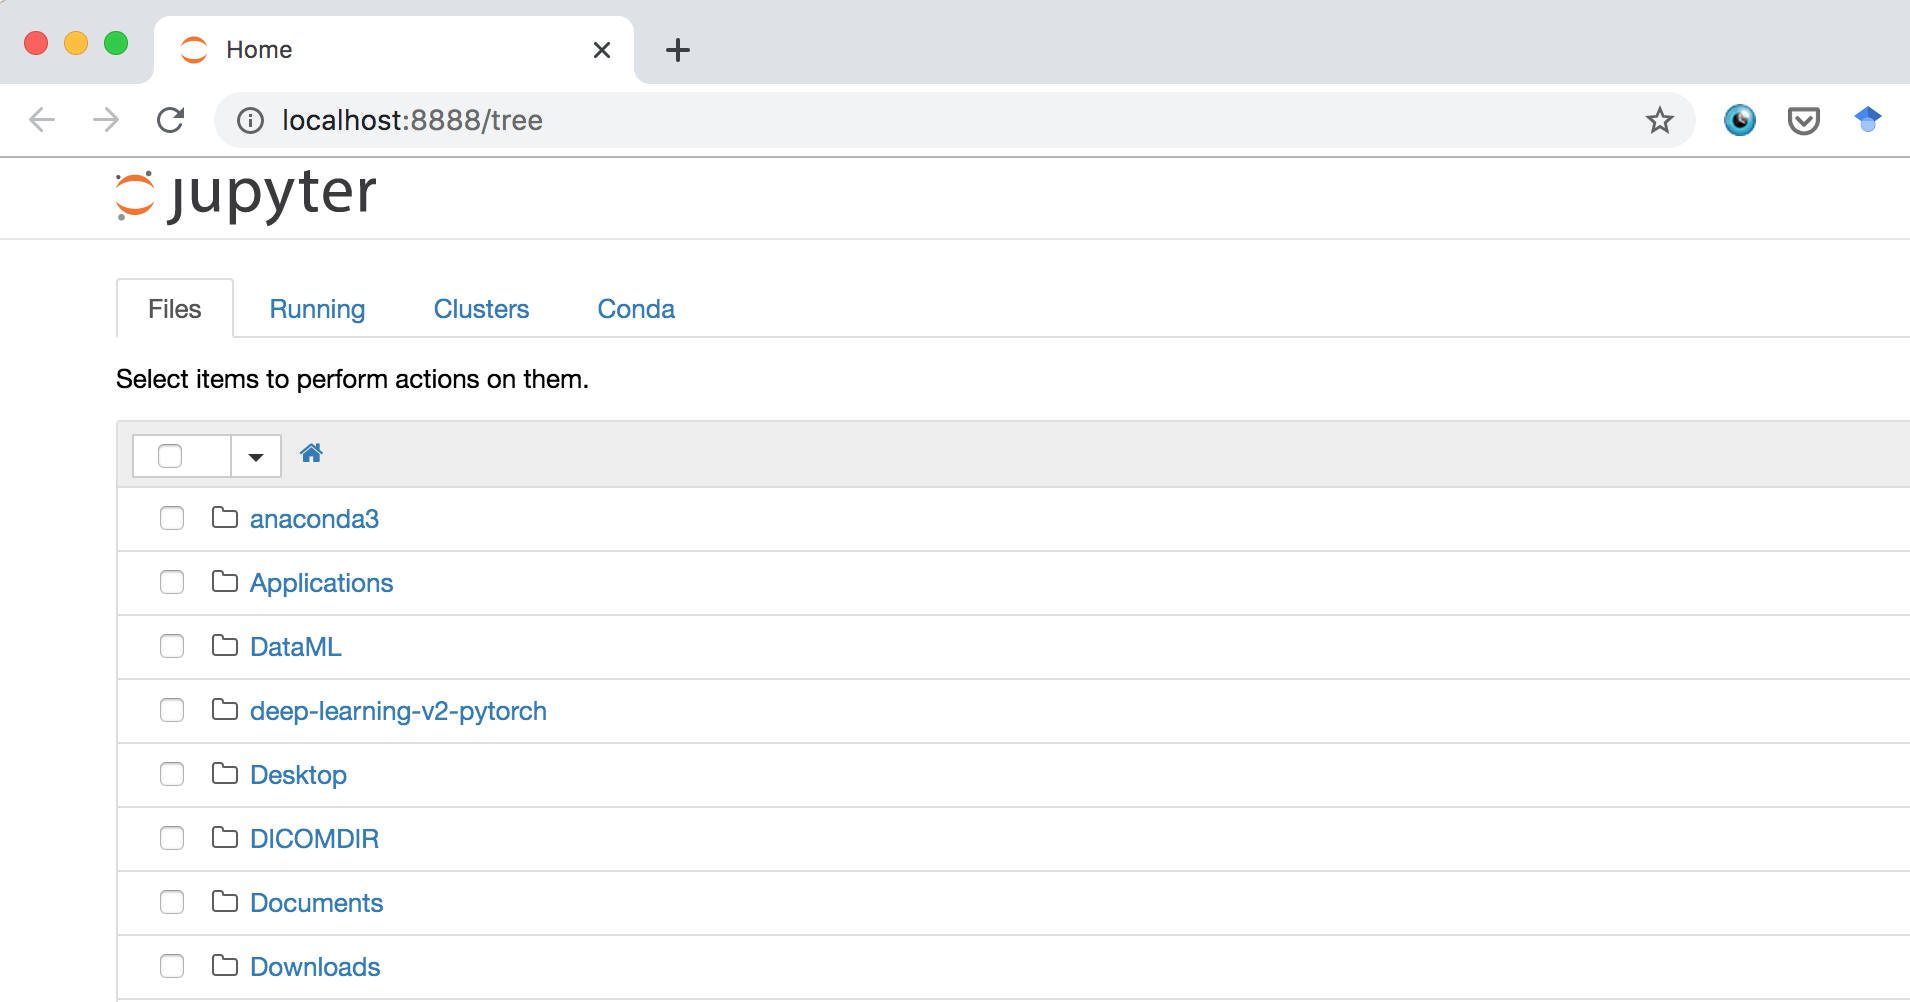 Home
localhost:8888/tree
jupyter
Files Running Clusters Conda
Select items to perform actions on them.
anaconda3
Applications
DataML
deep-learning-v2-pytorch
Desktop
DICOMDIR
Documents
Downloads